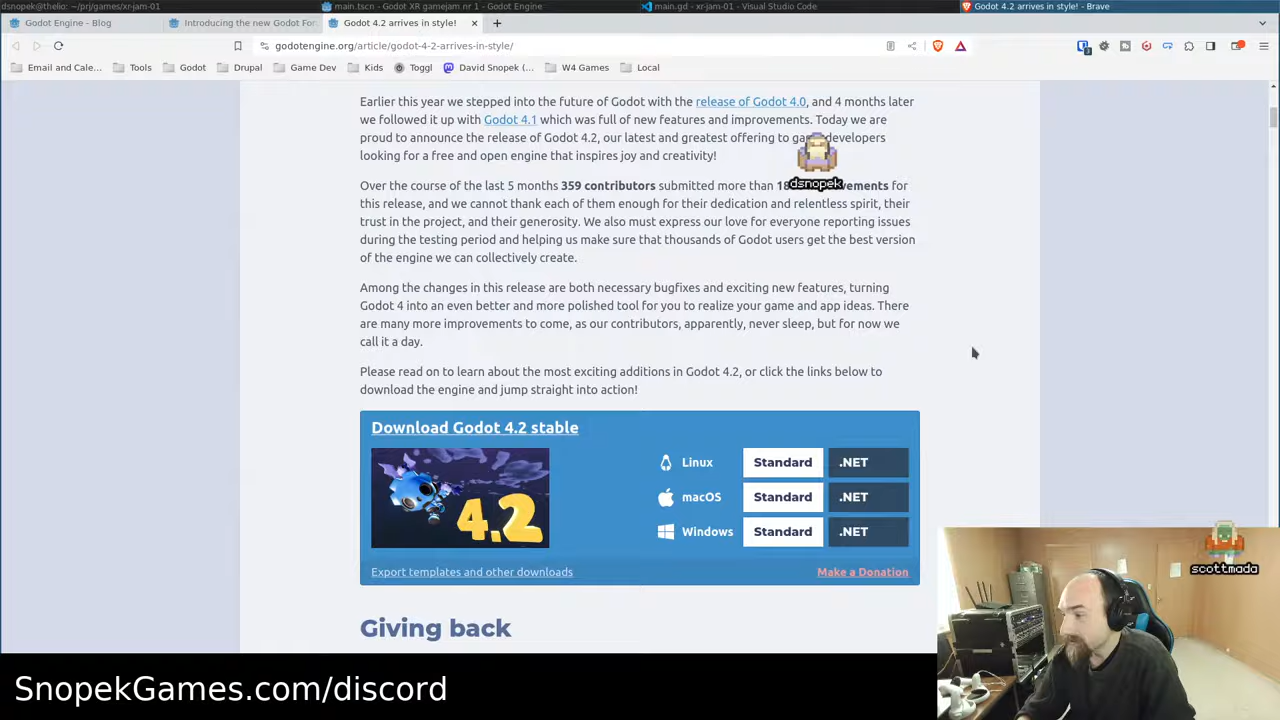 dsnopek@thelio: ~/prj/games/xr-jam-01
main.tscn - Godot XR gamejam nr 1 - Godot Engine
main.gd - xr-jam-01 - Visual Studio Code
Godot 4.2 arrives in style! - Brave
Godot Engine - Blog
Introducing the new Godot For
Godot 4.2 arrives in style!
godotengine.org/article/godot-4-2-arrives-in-style/
Email and Cale...
Tools
Godot
Drupal
Game Dev
Kids
Toggl
David Snopek (...
W4 Games
Local
Earlier this year we stepped into the future of Godot with the release of Godot 4.0, and 4 months later
we followed it up with Godot 4.1 which was full of new features and improvements. Today we are
proud to announce the release of Godot 4.2, our latest and greatest offering to developers
looking for a free and open engine that inspires joy and creativity!
dsnopek
Over the course of the last 5 months 359 contributors submitted more than for
this release, and we cannot thank each of them enough for their dedication and relentless spirit, their
trust in the project, and their generosity. We also must express our love for everyone reporting issues
during the testing period and helping us make sure that thousands of Godot users get the best version
of the engine we can collectively create.
Among the changes in this release are both necessary bugfixes and exciting new features, turning
Godot 4 into an even better and more polished tool for you to realize your game and app ideas. There
are many more improvements to come, as our contributors, apparently, never sleep, but for now we
call it a day.
Please read on to learn about the most exciting additions in Godot 4.2, or click the links below to
download the engine and jump straight into action!
Download Godot 4.2 stable
4.2
Linux Standard .NET
macOS Standard .NET
Windows Standard .NET
Export templates and other downloads
Make a Donation
scottmada
Giving back
SnopekGames.com/discord